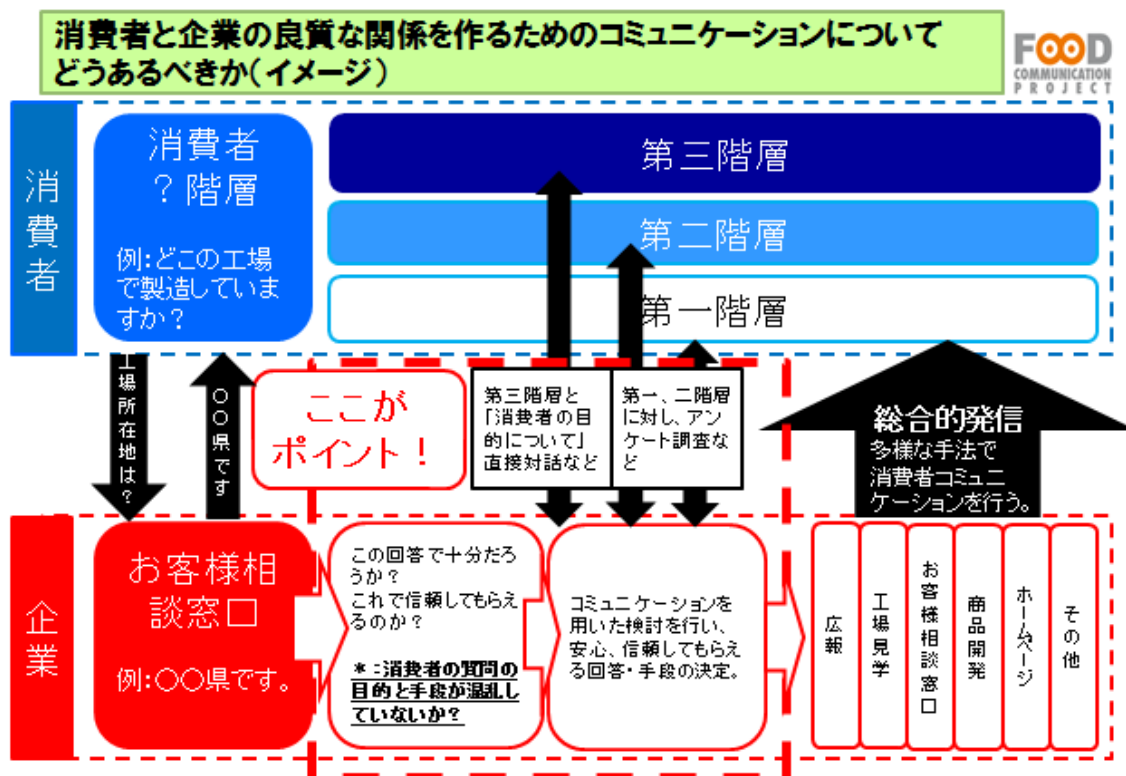 消費者と企業の良質な関係を作るためのコミュニケーションについて
どうあるべきか(イメージ)
FOOD
COMMUNICATION
PROJECT
消費者
消費者
?階層
例:どこの工場
で製造していま
すか?
第三階層
第二階層
第一階層
工場所在地は?
〇〇県です
ここが
ポイント!
第三階層と
「消費者の目
的について」
直接対話など
第一、二階層
に対し、アン
ケート調査な
ど
総合的発信
多様な手法で
消費者コミュニ
ケーションを行う。
企業
お客様相
談窓口
例:〇〇県です。
この回答で十分だろ
うか?
これで信頼してもらえ
るのか?
*:消費者の質問の
目的と手段が混乱し
ていないか?
コミュニケーションを
用いた検討を行い、
安心、信頼してもらえ
る回答・手段の決定。
広報
工場見学
お客様相談窓口
商品開発
ホームページ
その他